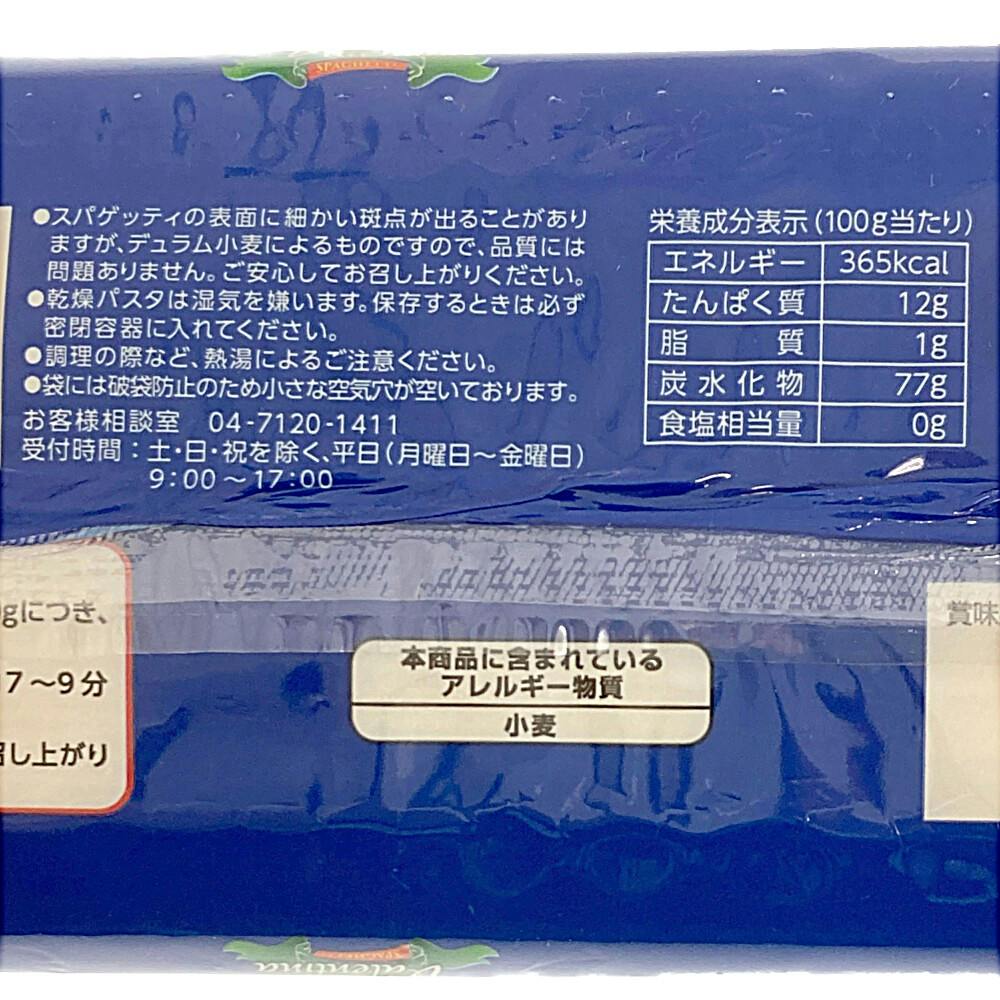 SPAGHETTI
●スパゲッティの表面に細かい斑点が出ることがあり
ますが、デュラム小麦によるものですので、品質には
問題ありません。ご安心してお召し上がりください。
●乾燥パスタは湿気を嫌います。保存するときは必ず
密閉容器に入れてください。
●調理の際など、熱湯によるご注意ください。
●袋には破袋防止のため小さな空気穴が空いております。
お客様相談室 04-7120-1411
受付時間：土・日・祝を除く、平日(月曜日～金曜日)
9：00～17：00
栄養成分表示(100g当たり)
エネルギー 365kcal
たんぱく質 12g
脂質 1g
炭水化物 77g
食塩相当量 0g
gにつき、
7～9分
召し上がり
本商品に含まれている
アレルギー物質
小麦
賞味